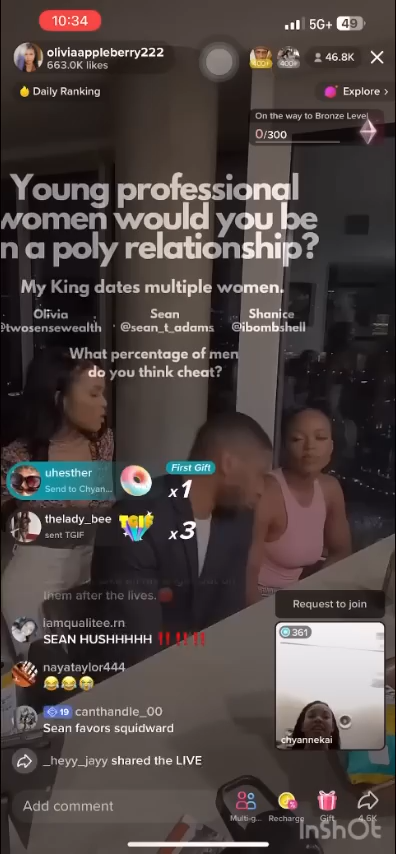 10:34
5G+ 49
oliviaappleberry222
663.0K likes
400+
400+
46.8K
Daily Ranking
Explore >
On the way to Bronze Level
0/300
Young professional
women would you be
n a poly relationship?
My King dates multiple women.
Olivia Sean Shanice
@twosensewealth · @sean_t_adams · @ibombshell
What percentage of men
do you think cheat?
First Gift
uhesther
Send to Chyan...
x1
thelady_bee
sent TGIF
TGIF
x3
them after the lives.
Request to join
iamqualitee.rn
SEAN HUSHHHHH ‼️‼️‼️
361
nayataylor444
😂😂😭
19 canthandle_00
Sean favors squidward
chyannekai
_heyy_jayy shared the LIVE
Add comment
Multi-g... Recharge Gift 4.6K
InShOt